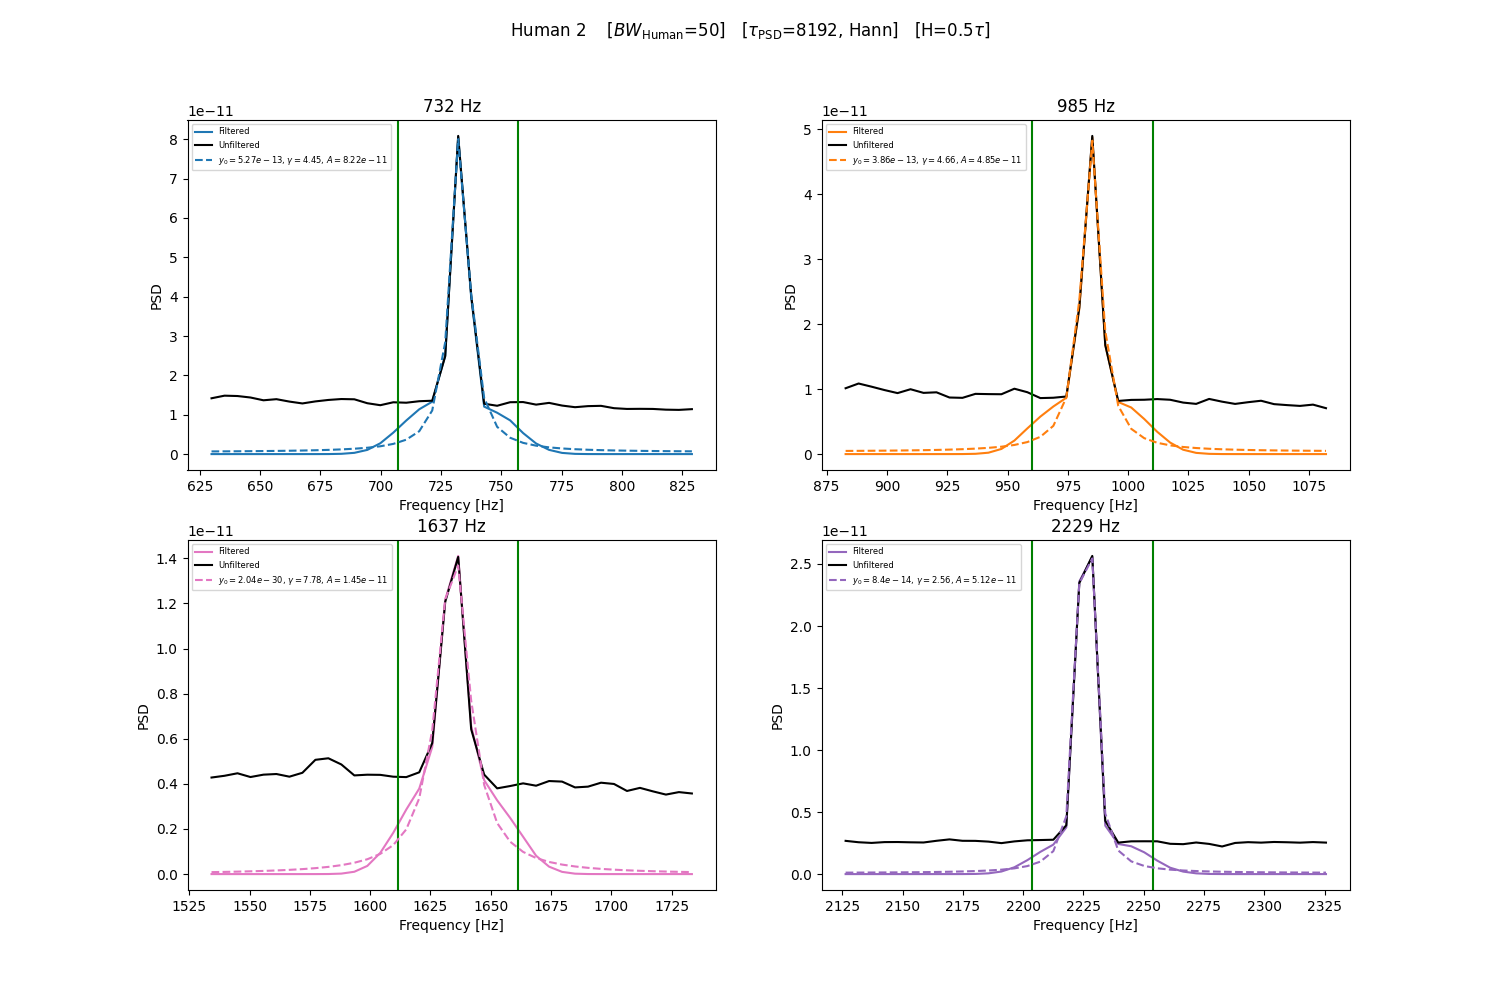 Human 2 [BW_Human=50] [τ_PSD=8192, Hann] [H=0.5τ]
732 Hz
1e−11
Filtered
Unfiltered
y₀ = 5.27e − 13, γ = 4.45, A = 8.22e − 11
8
7
6
5
4
3
2
1
0
PSD
625 650 675 700 725 750 775 800 825
Frequency [Hz]
985 Hz
1e−11
Filtered
Unfiltered
y₀ = 3.86e − 13, γ = 4.66, A = 4.85e − 11
5
4
3
2
1
0
PSD
875 900 925 950 975 1000 1025 1050 1075
Frequency [Hz]
1637 Hz
1e−11
Filtered
Unfiltered
y₀ = 2.04e − 30, γ = 7.78, A = 1.45e − 11
1.4
1.2
1.0
0.8
0.6
0.4
0.2
0.0
PSD
1525 1550 1575 1600 1625 1650 1675 1700 1725
Frequency [Hz]
2229 Hz
1e−11
Filtered
Unfiltered
y₀ = 8.4e − 14, γ = 2.56, A = 5.12e − 11
2.5
2.0
1.5
1.0
0.5
0.0
PSD
2125 2150 2175 2200 2225 2250 2275 2300 2325
Frequency [Hz]